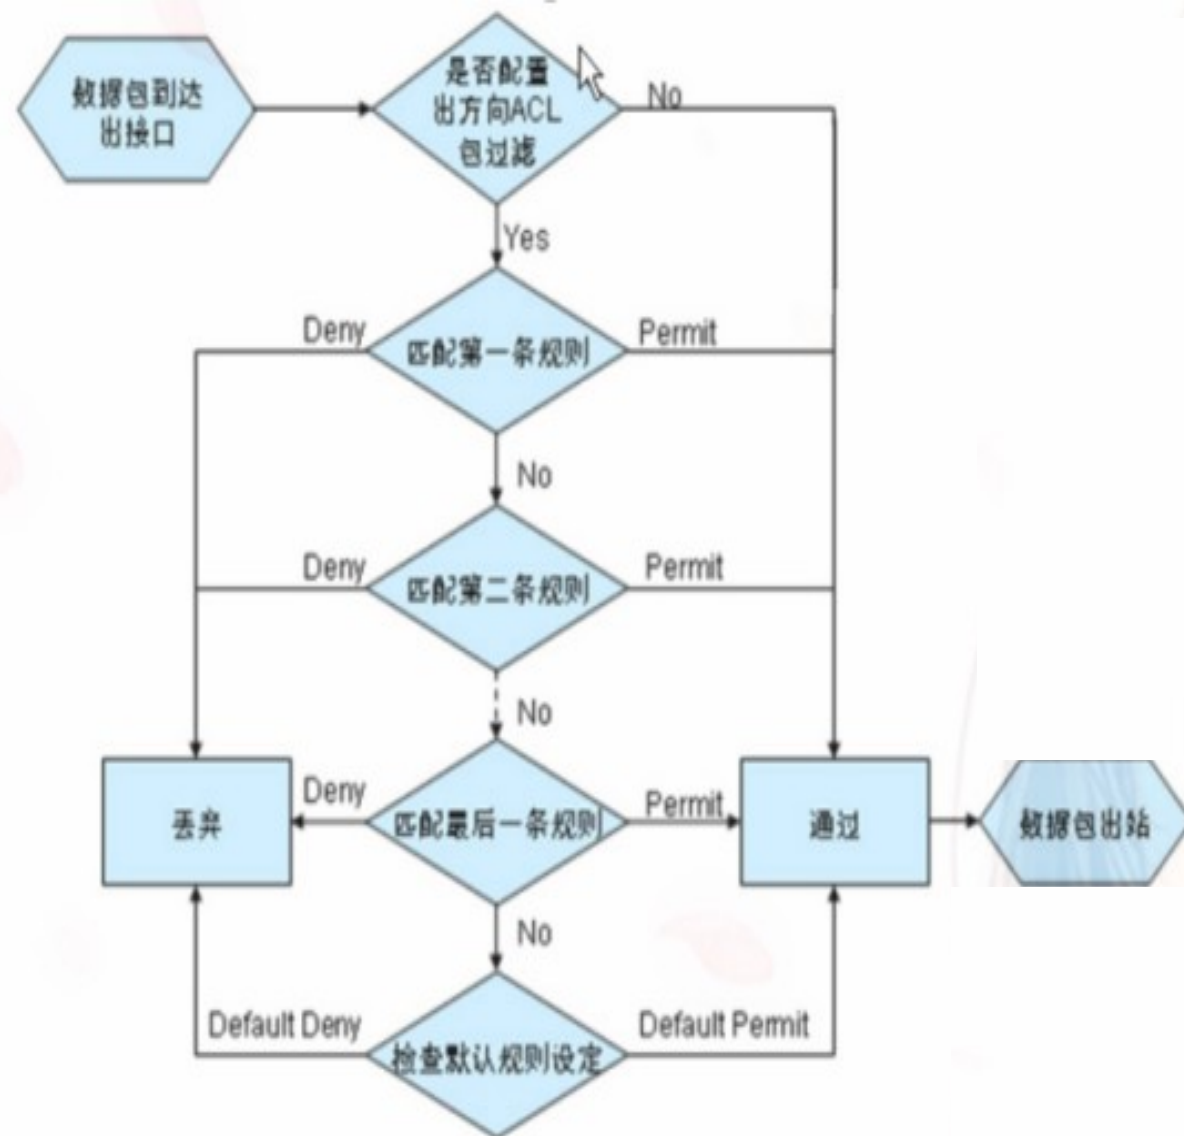 数据包到达
出接口
是否配置
出方向ACL
包过滤
No
Yes
Deny
匹配第一条规则
Permit
No
Deny
匹配第二条规则
Permit
No
丢弃
Deny
匹配最后一条规则
Permit
通过
数据包出站
No
Default Deny
检查默认规则设定
Default Permit